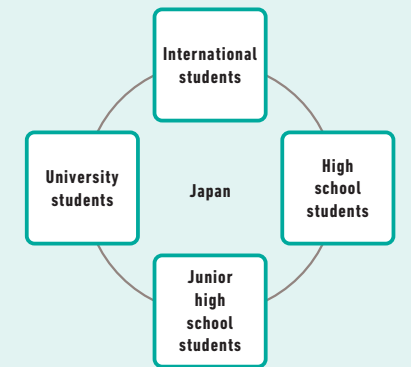 International
students
University
students
Japan
High
school
students
Junior
high
school
students